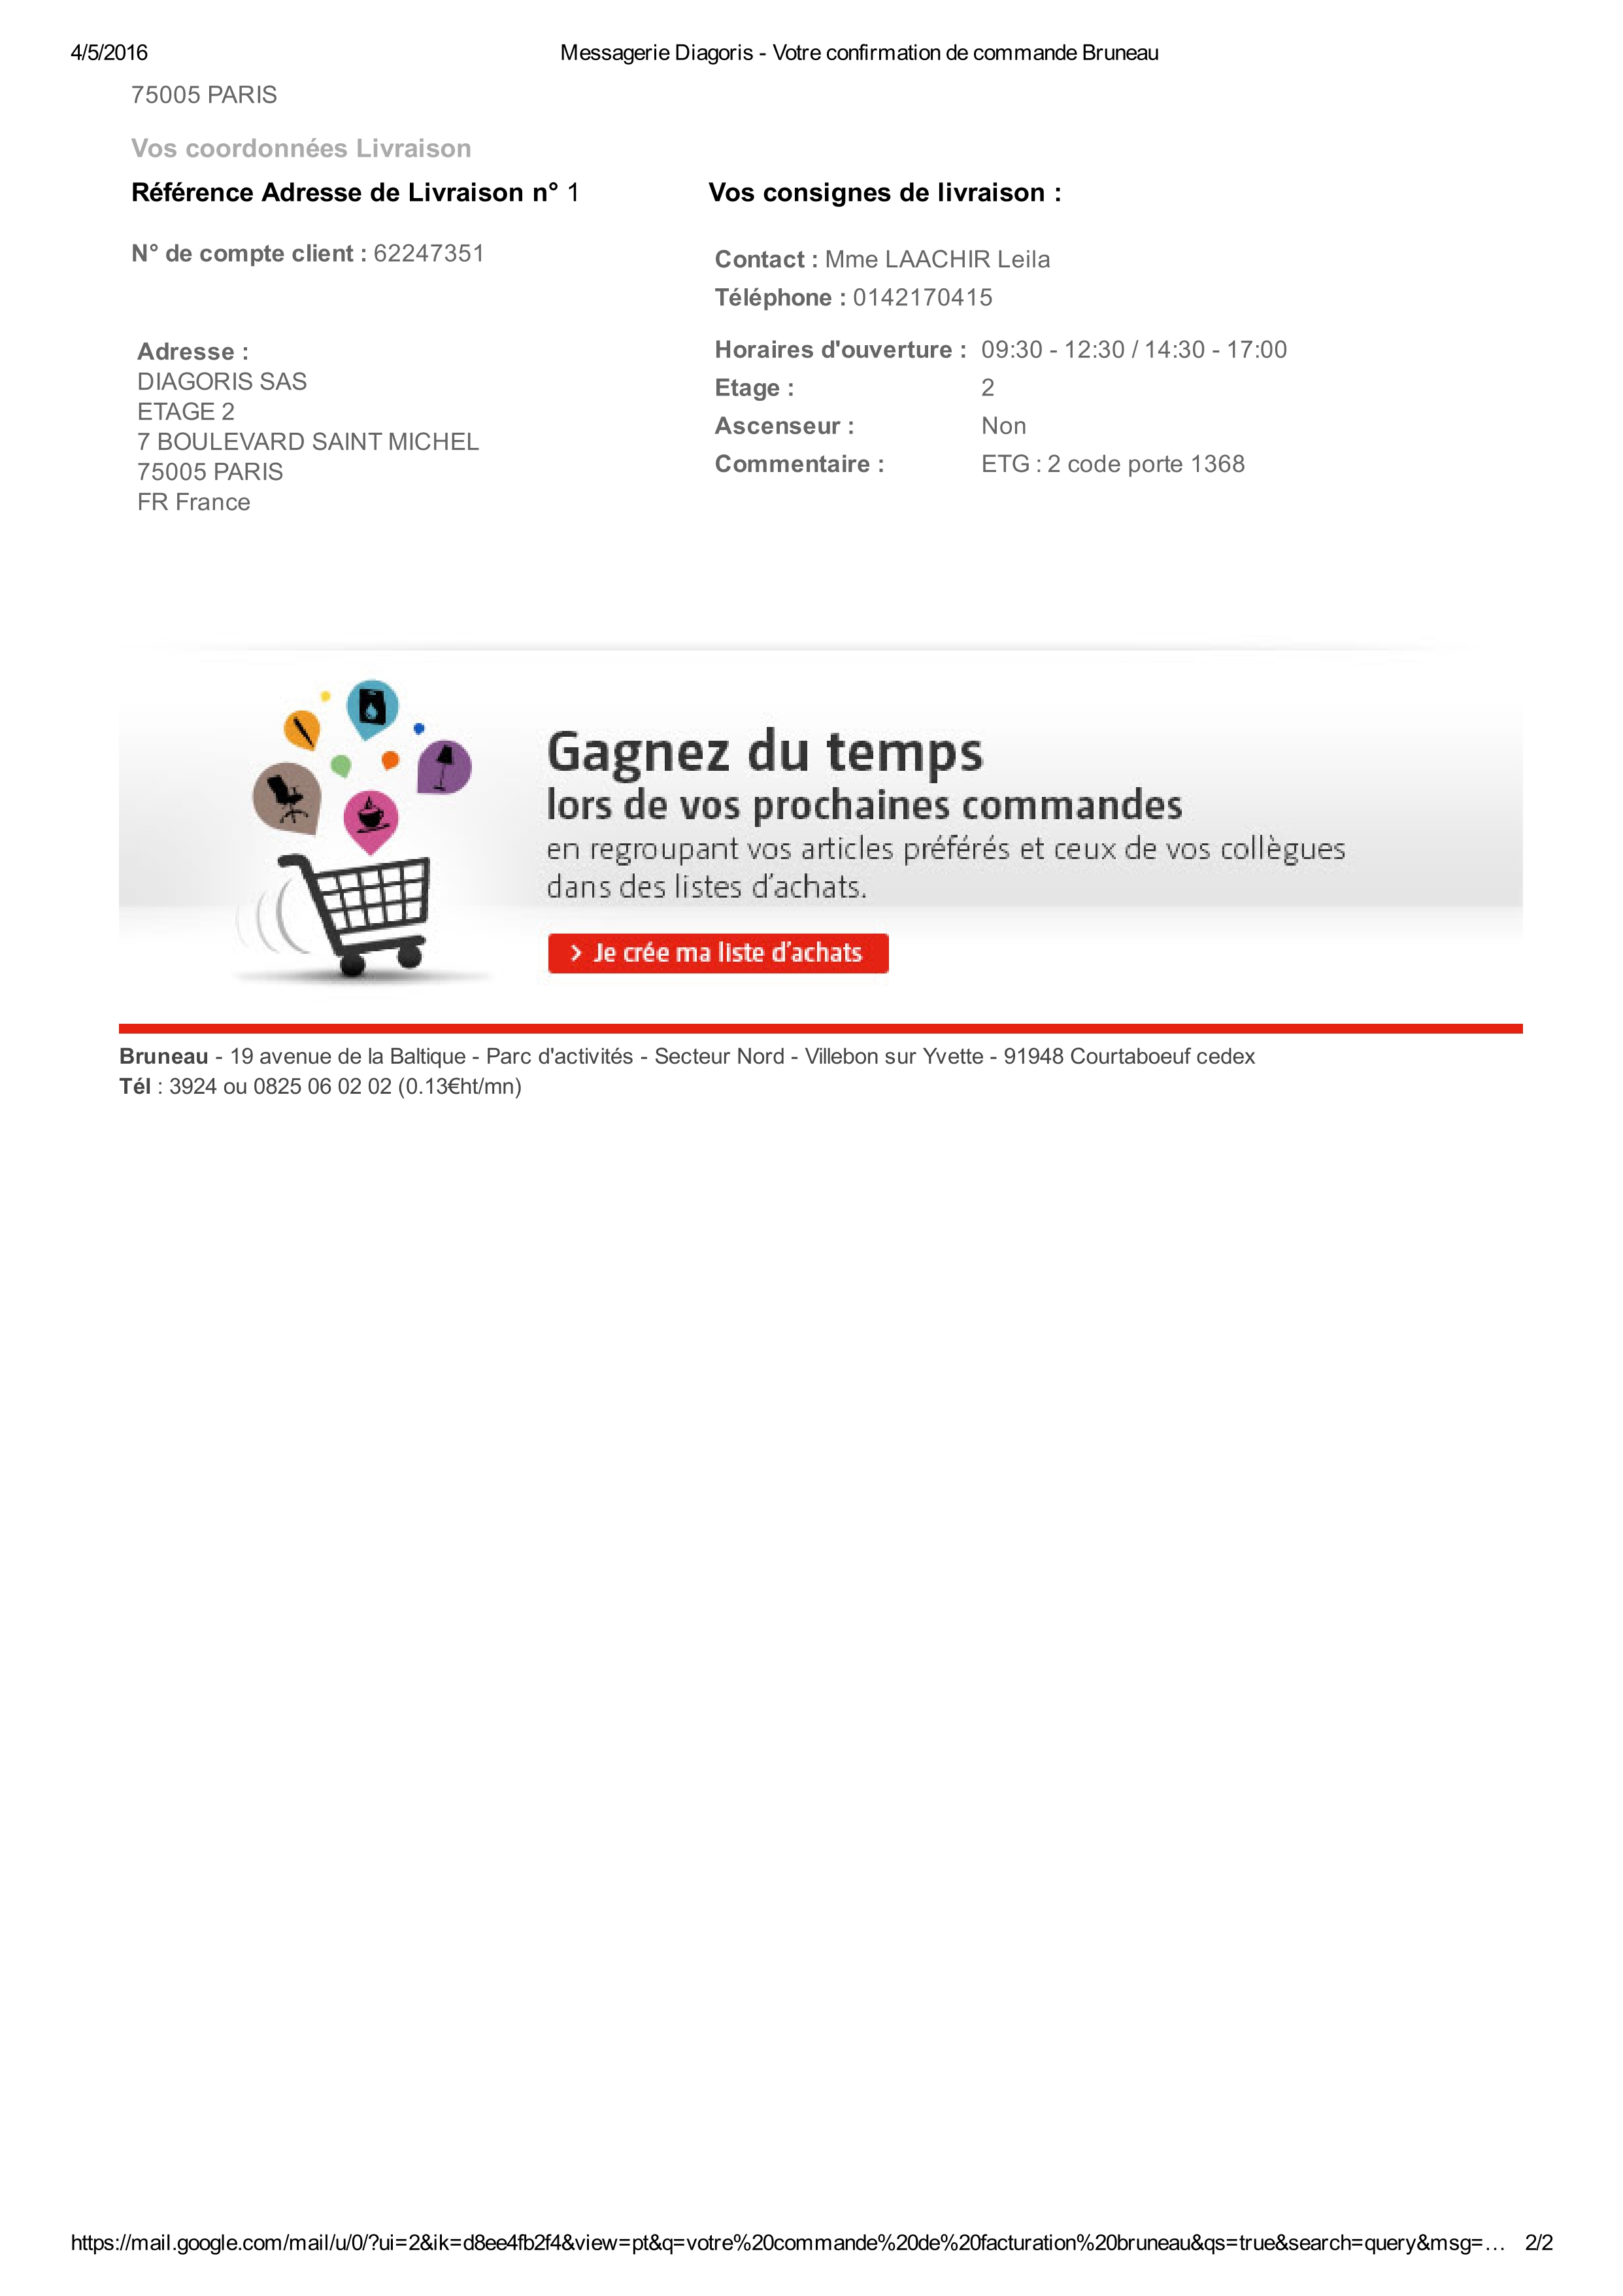 4/5/2016 Messagerie Diagoris - Votre confirmation de commande Bruneau
75005 PARIS
Vos coordonnées Livraison
Référence Adresse de Livraison n° 1
N° de compte client : 62247351
Adresse :
DIAGORIS SAS
ETAGE 2
7 BOULEVARD SAINT MICHEL
75005 PARIS
FR France
Vos consignes de livraison :
Contact : Mme LAACHIR Leila
Téléphone : 0142170415
Horaires d'ouverture : 09:30 - 12:30 / 14:30 - 17:00
Etage : 2
Ascenseur : Non
Commentaire : ETG : 2 code porte 1368
Gagnez du temps
lors de vos prochaines commandes
en regroupant vos articles préférés et ceux de vos collègues
dans des listes d'achats.
> Je crée ma liste d'achats
Bruneau - 19 avenue de la Baltique - Parc d'activités - Secteur Nord - Villebon sur Yvette - 91948 Courtaboeuf cedex
Tél : 3924 ou 0825 06 02 02 (0.13€ht/mn)
https://mail.google.com/mail/u/0/?ui=2&ik=d8ee4fb2f4&view=pt&q=votre%20commande%20de%20facturation%20bruneau&qs=true&search=query&msg=… 2/2